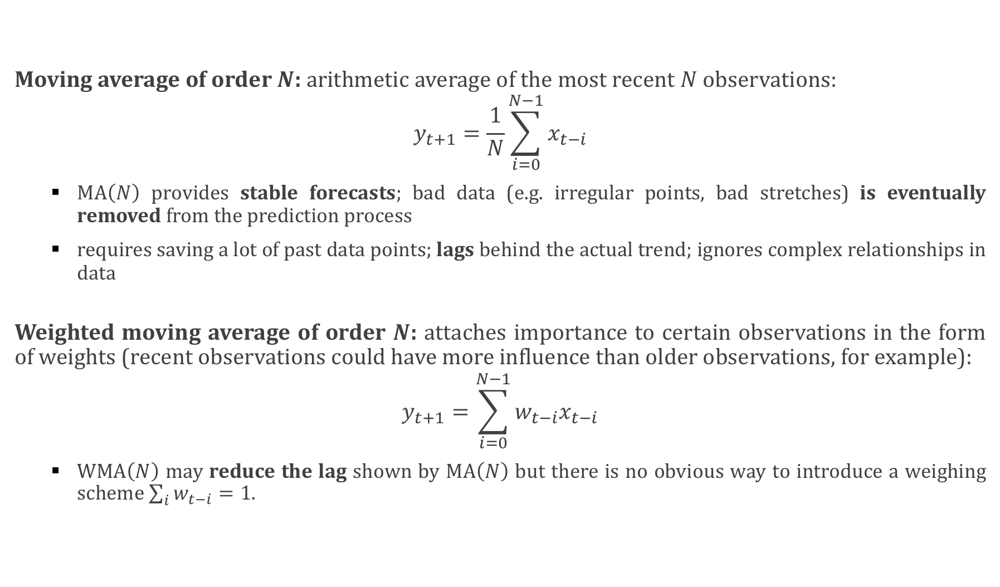 Moving average of order N: arithmetic average of the most recent N observations:
y_{t+1} = \frac{1}{N} \sum_{i=0}^{N-1} x_{t-i}
▪ MA(N) provides stable forecasts; bad data (e.g. irregular points, bad stretches) is eventually
removed from the prediction process
▪ requires saving a lot of past data points; lags behind the actual trend; ignores complex relationships in
data
Weighted moving average of order N: attaches importance to certain observations in the form
of weights (recent observations could have more influence than older observations, for example):
y_{t+1} = \sum_{i=0}^{N-1} w_{t-i}x_{t-i}
▪ WMA(N) may reduce the lag shown by MA(N) but there is no obvious way to introduce a weighing
scheme ∑_i w_{t-i} = 1.